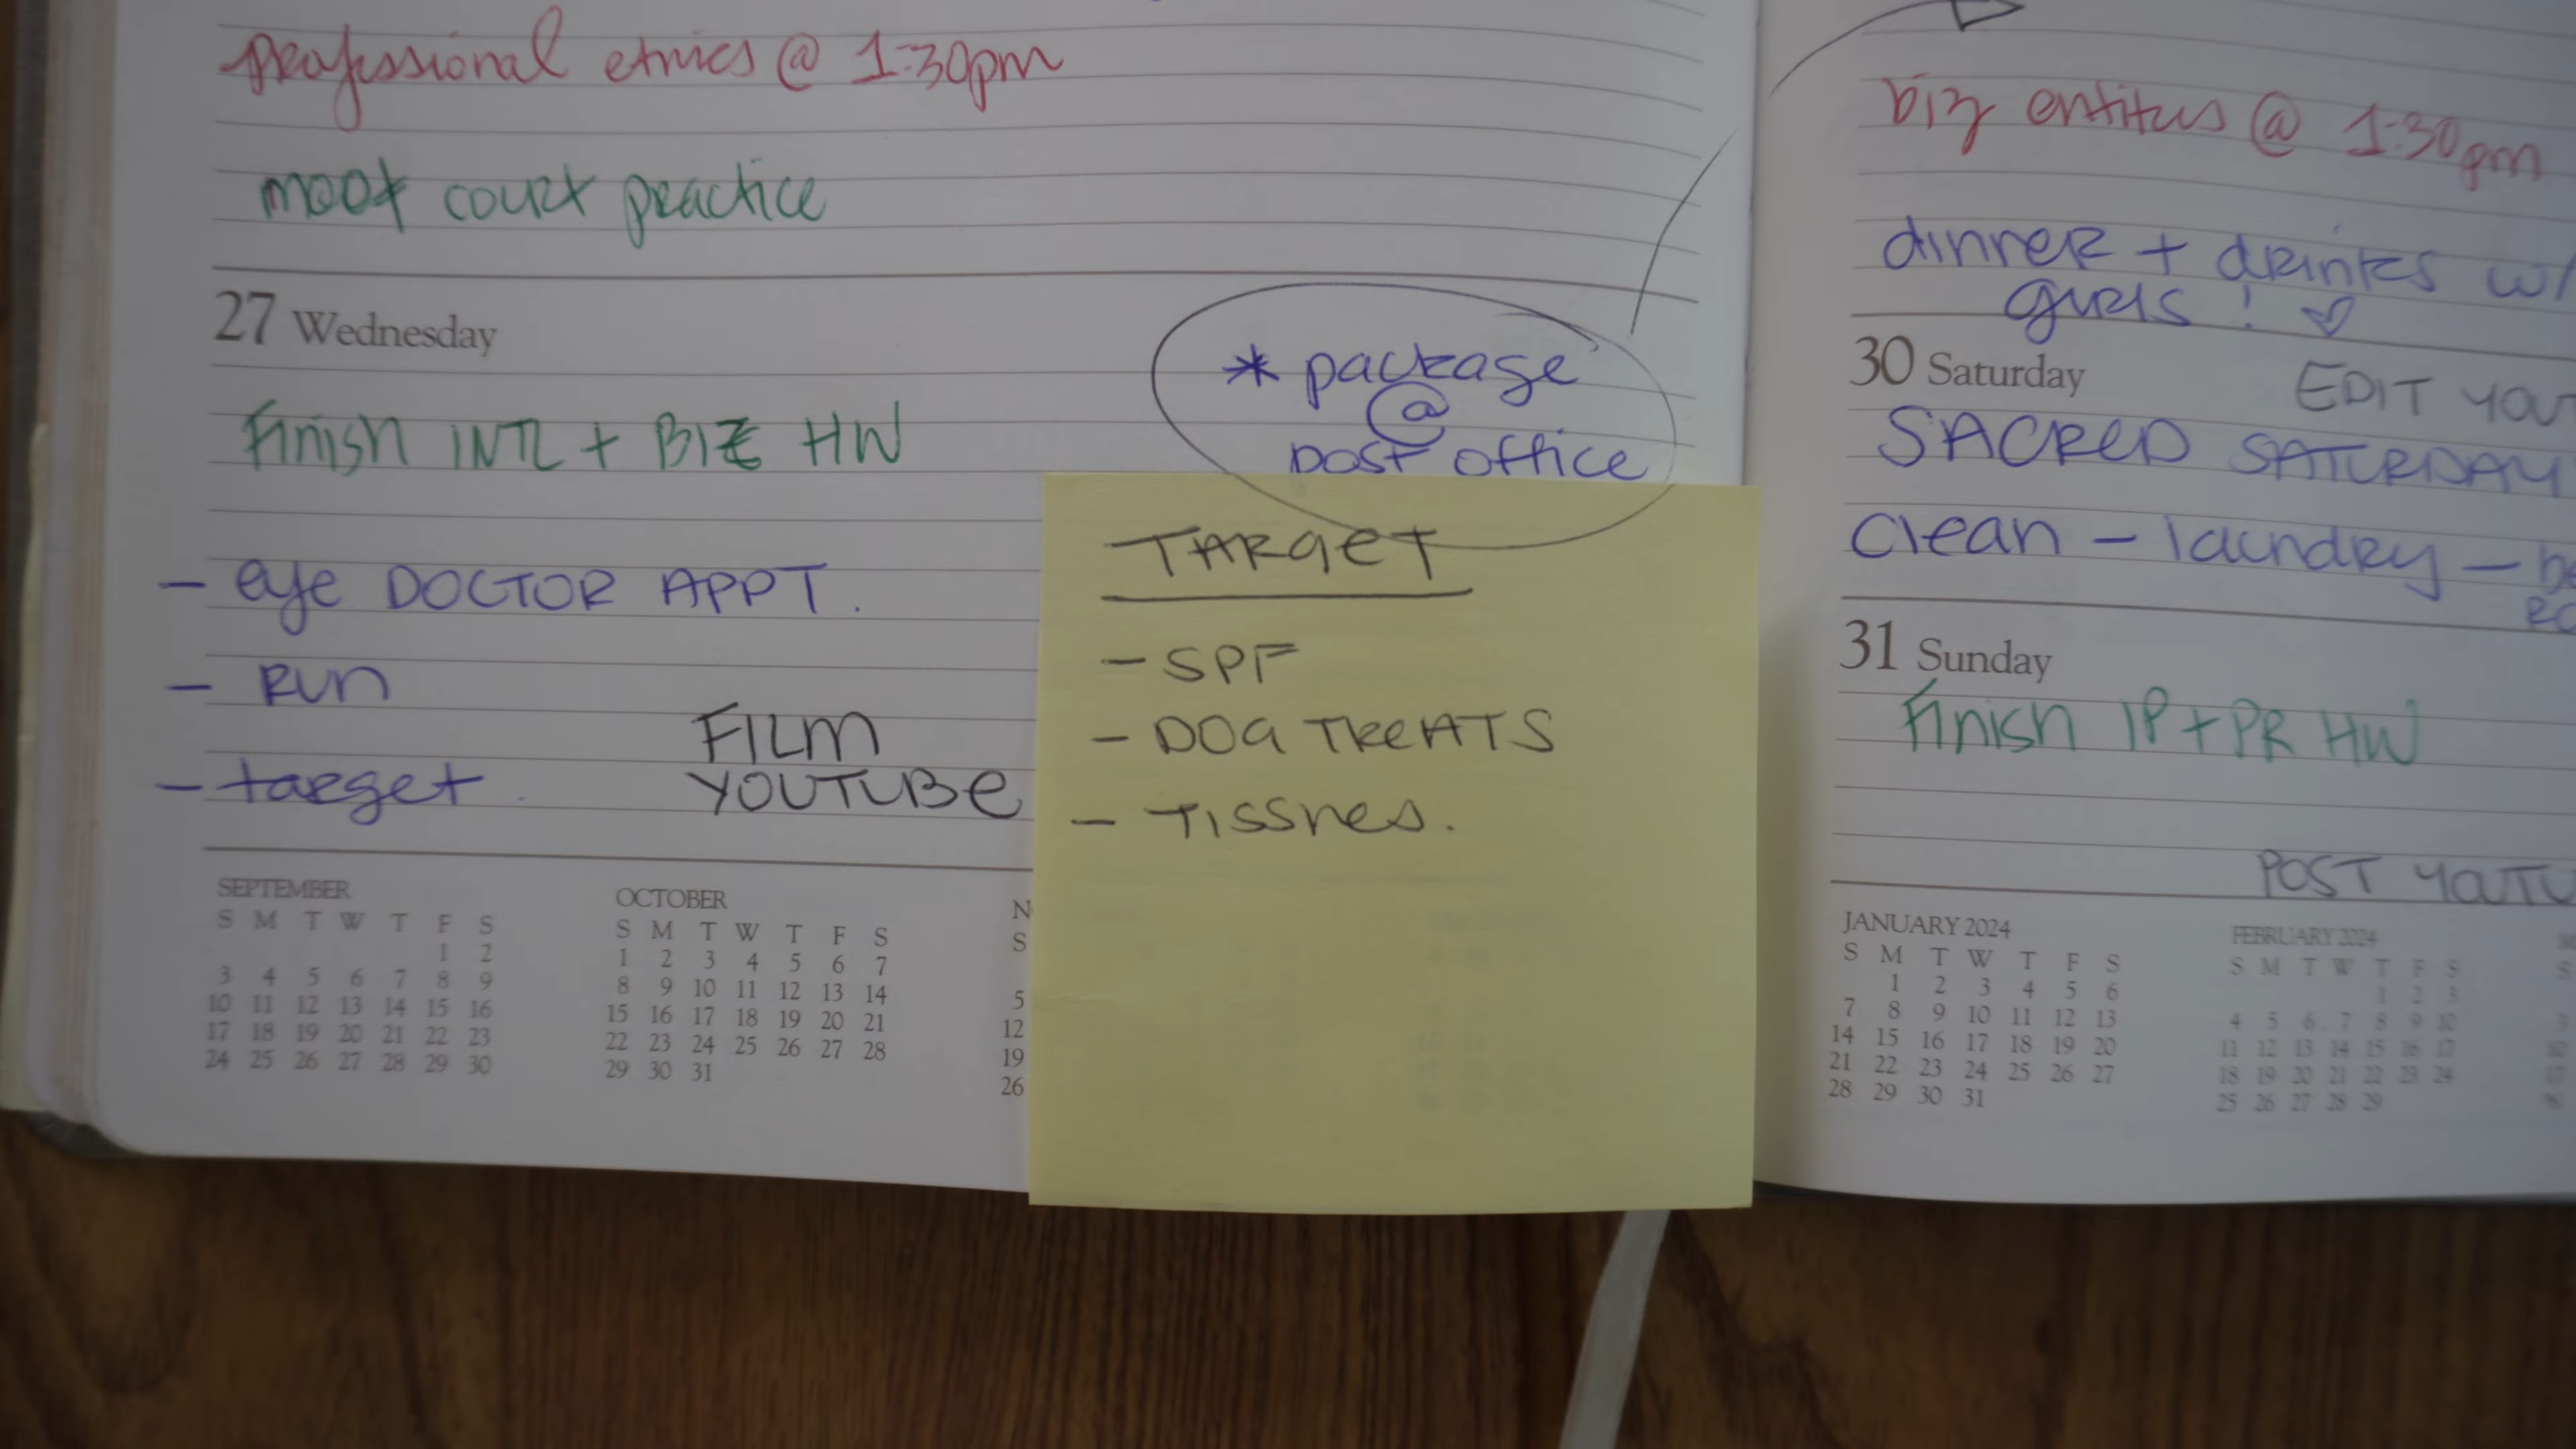 professional ethics @ 1:30pm
moot court practice
27 Wednesday
* package
@
post office
Finish INTL + BIZ HW
- eye DOCTOR APPT.
- RUN
- target
FILM
YOUTUBE
TARGET
- SPF
- DOG TREATS
- TISSUES.
SEPTEMBER
S M T W T F S
1 2
3 4 5 6 7 8 9
10 11 12 13 14 15 16
17 18 19 20 21 22 23
24 25 26 27 28 29 30
OCTOBER
S M T W T F S
1 2 3 4 5 6 7
8 9 10 11 12 13 14
15 16 17 18 19 20 21
22 23 24 25 26 27 28
29 30 31
N
S
5
12
19
26
biz entities @ 1:30pm
dinner + drinks w/
girls!
30 Saturday
EDIT YOUT
SACRED SATURDAY
Clean - laundry -
31 Sunday
Finish IP + PR HW
POST YOUTU
JANUARY 2024
S M T W T F S
1 2 3 4 5 6
7 8 9 10 11 12 13
14 15 16 17 18 19 20
21 22 23 24 25 26 27
28 29 30 31
FEBRUARY 2024
S M T W T F S
1 2 3
4 5 6 7 8 9 10
11 12 13 14 15 16 17
18 19 20 21 22 23 24
25 26 27 28 29